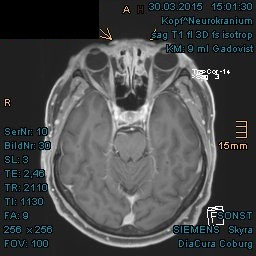 A H
30.03.2015 15:01:30
Kopf^Neurokranium
sag T1 fl 3D fs isotrop
KM: 9 ml Gadovist
R
SerNr: 10
BildNr: 30
SL: 3
TE: 2,46
TR: 2110
TI: 1130
FA: 9
256 × 256
FOV: 100
15mm
SONST
SIEMENS Skyra
DiaCura Coburg